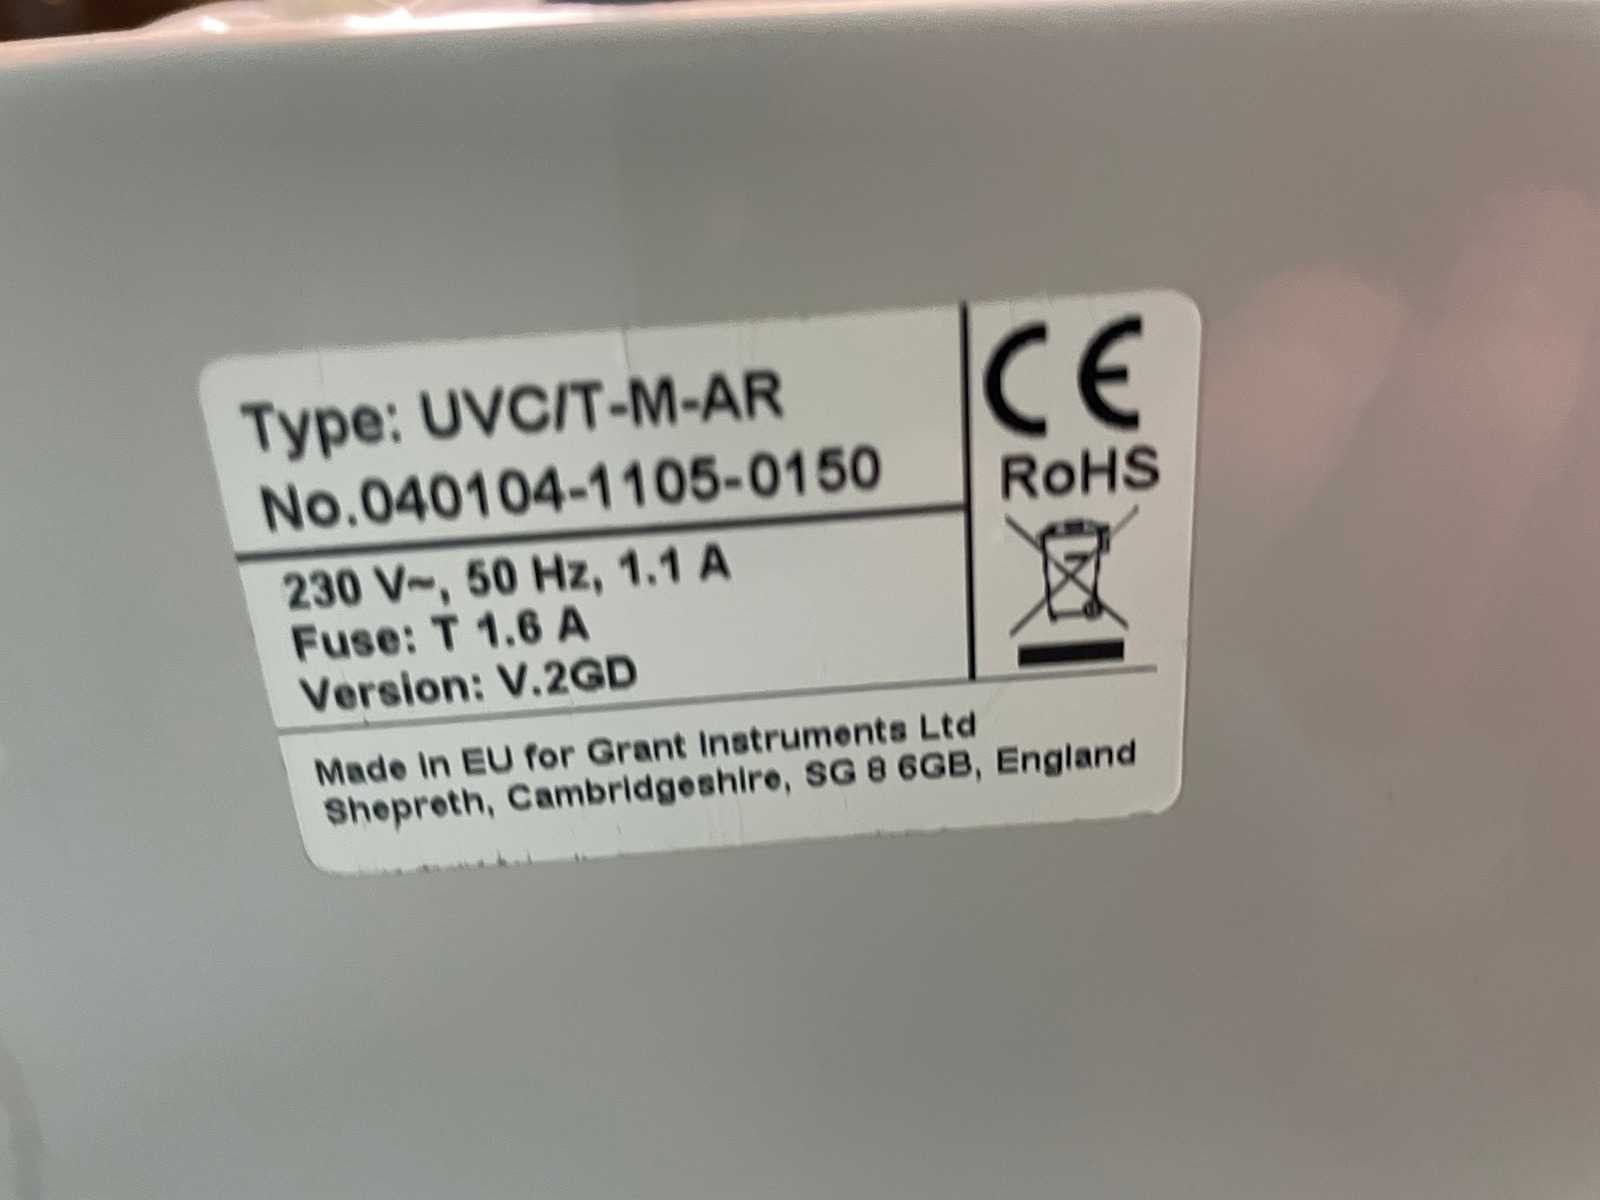 Type: UVC/T-M-AR
No.040104-1105-0150
230 V~, 50 Hz, 1.1 A
Fuse: T 1.6 A
Version: V.2GD
CE
RoHS
Made in EU for Grant Instruments Ltd
Shepreth, Cambridgeshire, SG 8 6GB, England